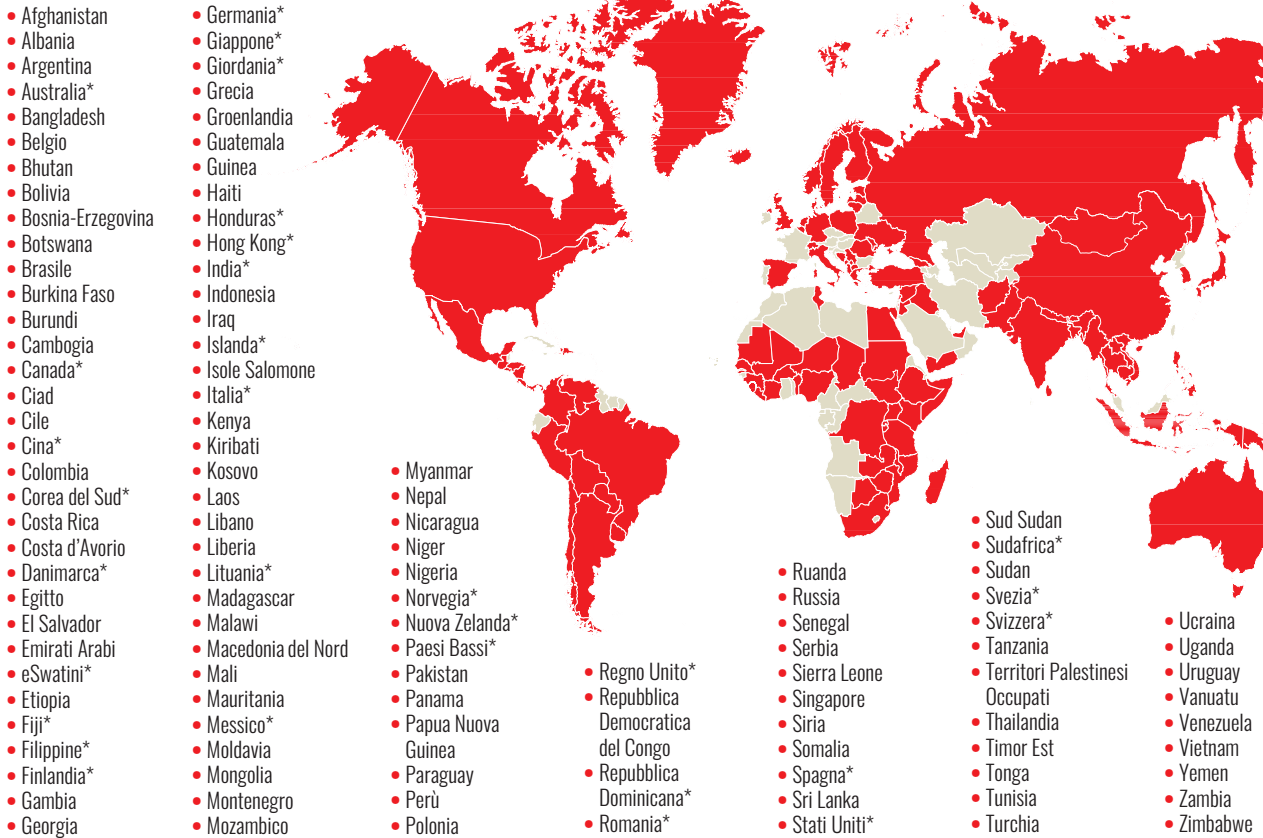 • Afghanistan
• Albania
• Argentina
• Australia*
• Bangladesh
• Belgio
• Bhutan
• Bolivia
• Bosnia-Erzegovina
• Botswana
• Brasile
• Burkina Faso
• Burundi
• Cambogia
• Canada*
• Ciad
• Cile
• Cina*
• Colombia
• Corea del Sud*
• Costa Rica
• Costa d’Avorio
• Danimarca*
• Egitto
• El Salvador
• Emirati Arabi
• eSwatini*
• Etiopia
• Fiji*
• Filippine*
• Finlandia*
• Gambia
• Georgia
• Germania*
• Giappone*
• Giordania*
• Grecia
• Groenlandia
• Guatemala
• Guinea
• Haiti
• Honduras*
• Hong Kong*
• India*
• Indonesia
• Iraq
• Islanda*
• Isole Salomone
• Italia*
• Kenya
• Kiribati
• Kosovo
• Laos
• Libano
• Liberia
• Lituania*
• Madagascar
• Malawi
• Macedonia del Nord
• Mali
• Mauritania
• Messico*
• Moldavia
• Mongolia
• Montenegro
• Mozambico
• Myanmar
• Nepal
• Nicaragua
• Niger
• Nigeria
• Norvegia*
• Nuova Zelanda*
• Paesi Bassi*
• Pakistan
• Panama
• Papua Nuova
Guinea
• Paraguay
• Perù
• Polonia
• Regno Unito*
• Repubblica
Democratica
del Congo
• Repubblica
Dominicana*
• Romania*
• Ruanda
• Russia
• Senegal
• Serbia
• Sierra Leone
• Singapore
• Siria
• Somalia
• Spagna*
• Sri Lanka
• Stati Uniti*
• Sud Sudan
• Sudafrica*
• Sudan
• Svezia*
• Svizzera*
• Tanzania
• Territori Palestinesi
Occupati
• Thailandia
• Timor Est
• Tonga
• Tunisia
• Turchia
• Ucraina
• Uganda
• Uruguay
• Vanuatu
• Venezuela
• Vietnam
• Yemen
• Zambia
• Zimbabwe